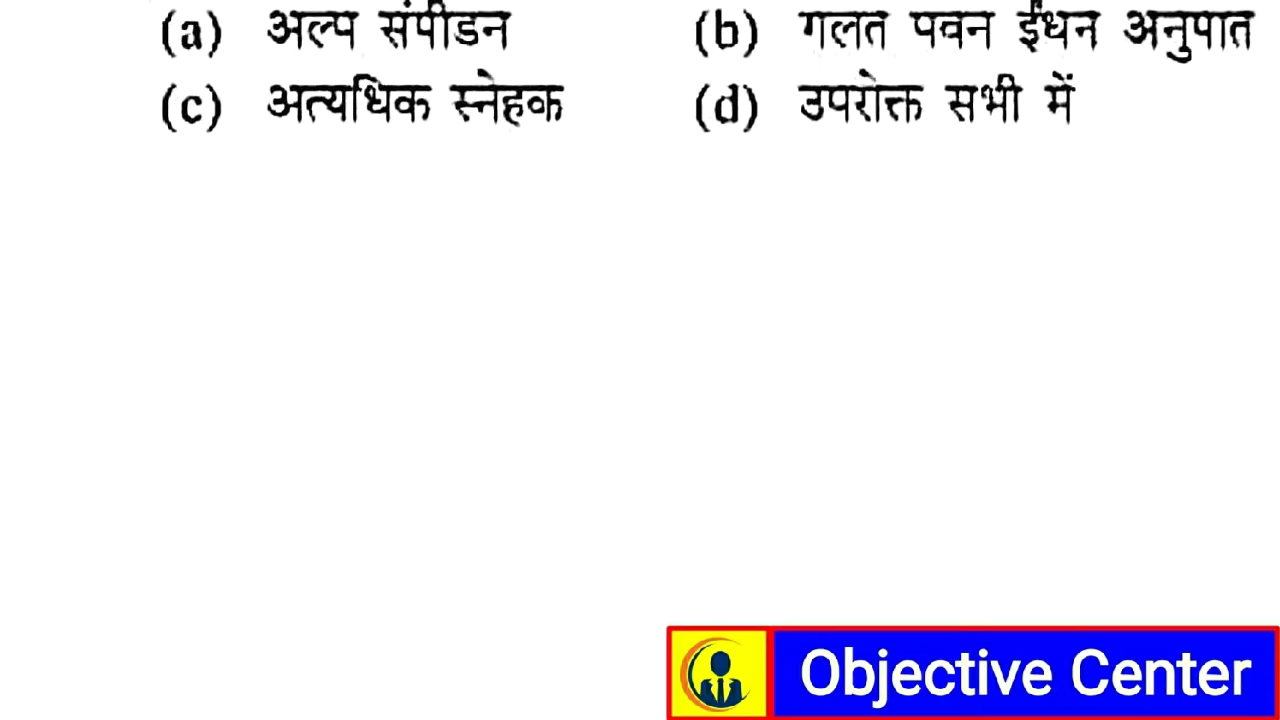 (a) अल्प संपीडन (b) गलत पवन ईंधन अनुपात
(c) अत्यधिक स्नेहक (d) उपरोक्त सभी में
Objective Center